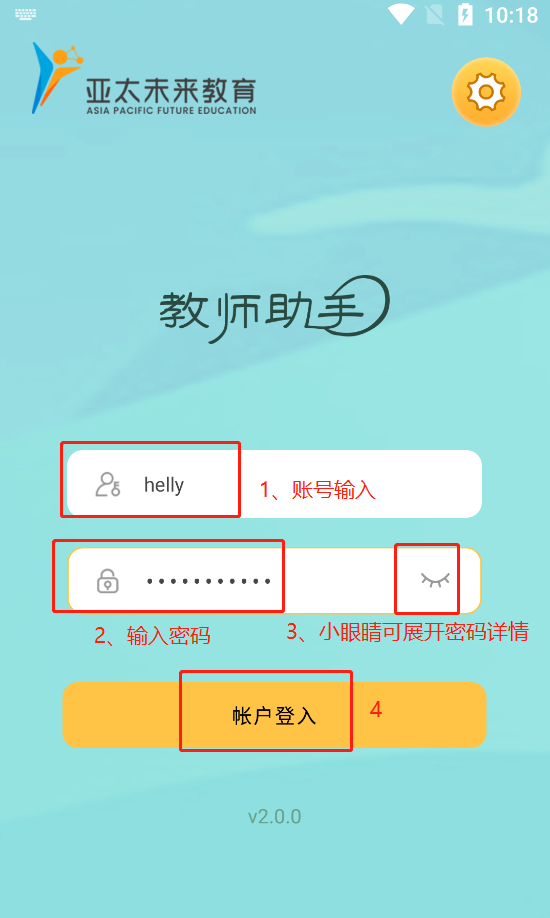 10:18
亚太未来教育
ASIA PACIFIC FUTURE EDUCATION
教师助手
helly
1、账号输入
•••••••••••
2、输入密码
3、小眼睛可展开密码详情
帐户登入
4
v2.0.0